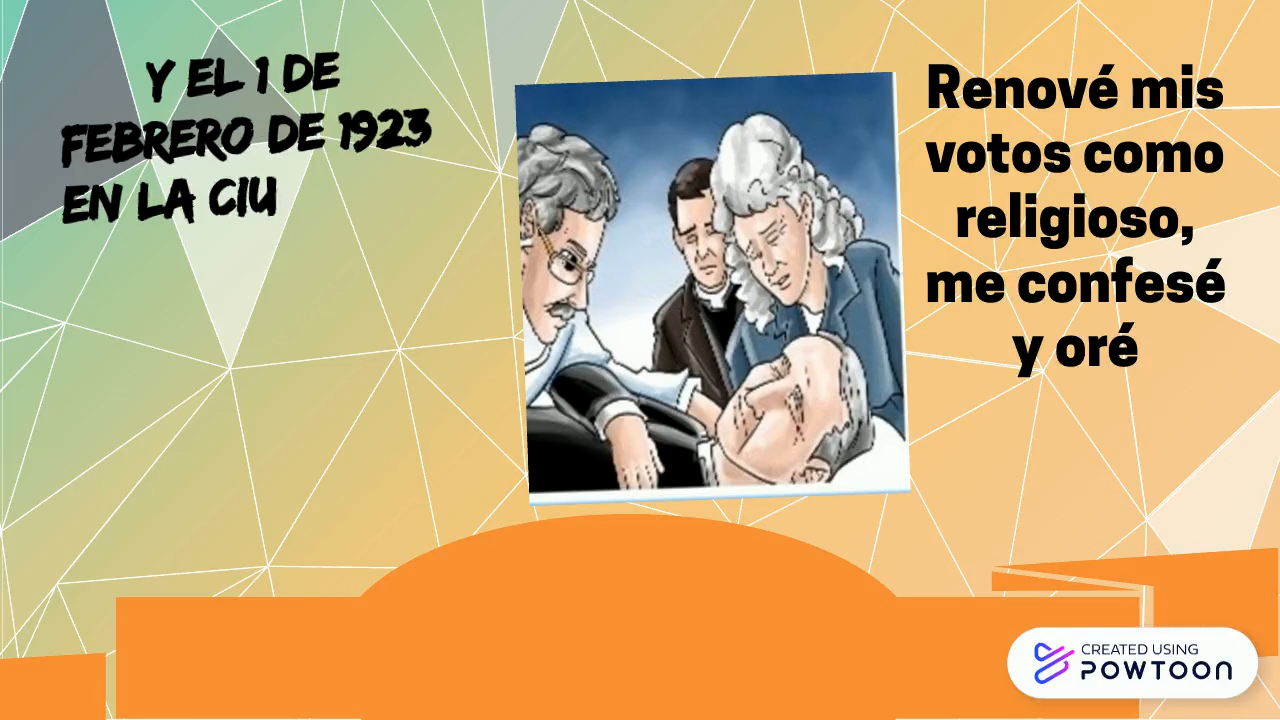 Y EL 1 DE
FEBRERO DE 1923
EN LA CIU
Renové mis
votos como
religioso,
me confesé
y oré
CREATED USING
POWTOON